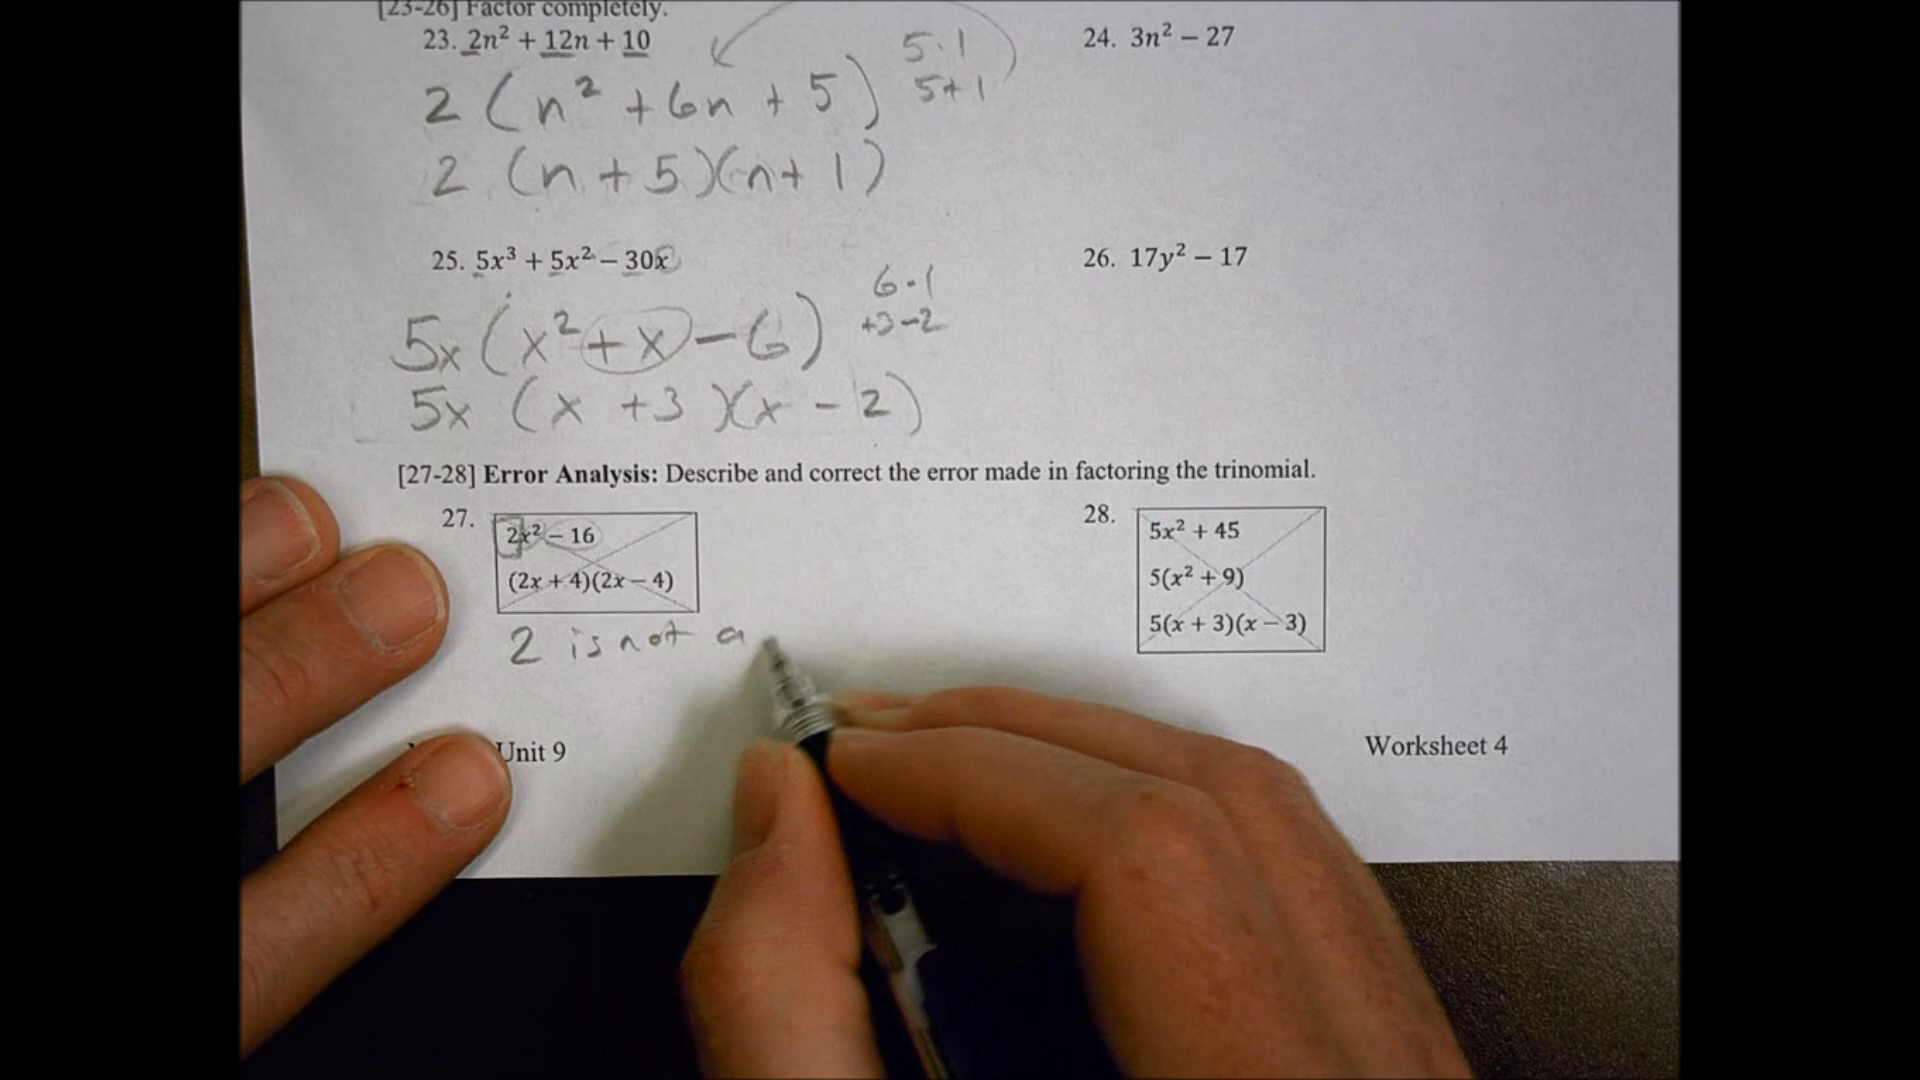 [23-26] Factor completely.
23. 2n² + 12n + 10
5·1
5+1
2(n² + 6n + 5)
2(n+5)(n+1)
24. 3n² − 27
25. 5x³ + 5x² − 30x
6·1
+3−2
5x(x²+x−6)
5x(x+3)(x−2)
26. 17y² − 17
[27-28] Error Analysis: Describe and correct the error made in factoring the trinomial.
27.
2x² − 16
(2x + 4)(2x − 4)
2 is not a
28.
5x² + 45
5(x² + 9)
5(x + 3)(x − 3)
Unit 9
Worksheet 4